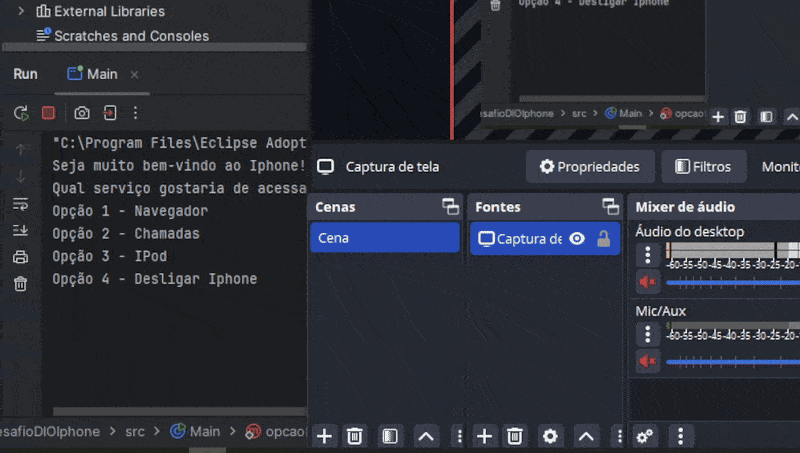 External Libraries
Scratches and Consoles
Run Main
"C:\Program Files\Eclipse Adopt
Seja muito bem-vindo ao Iphone!
Qual serviço gostaria de acessa
Opção 1 - Navegador
Opção 2 - Chamadas
Opção 3 - IPod
Opção 4 - Desligar Iphone
esafioDIOIphone > src > Main > opcaoI
Opção 4 - Desligar Iphone
esafioDIOIphone > src > Main > opcao
Captura de tela
Propriedades
Filtros
Monito
Cenas
Cena
Fontes
Captura de
Mixer de áudio
Áudio do desktop
-60-55-50-45-40-35-30-25-20-1
Mic/Aux
-60-55-50-45-40-35-30-25-20-1